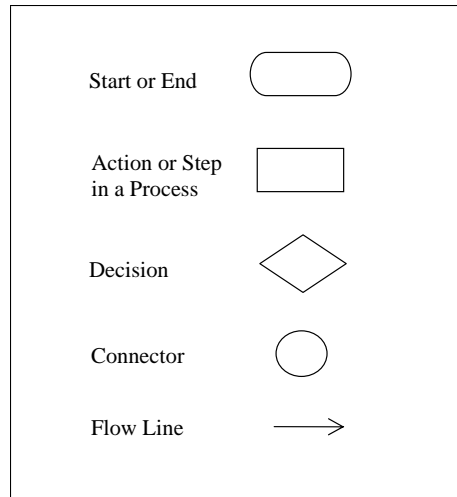 Start or End
Action or Step
in a Process
Decision
Connector
Flow Line